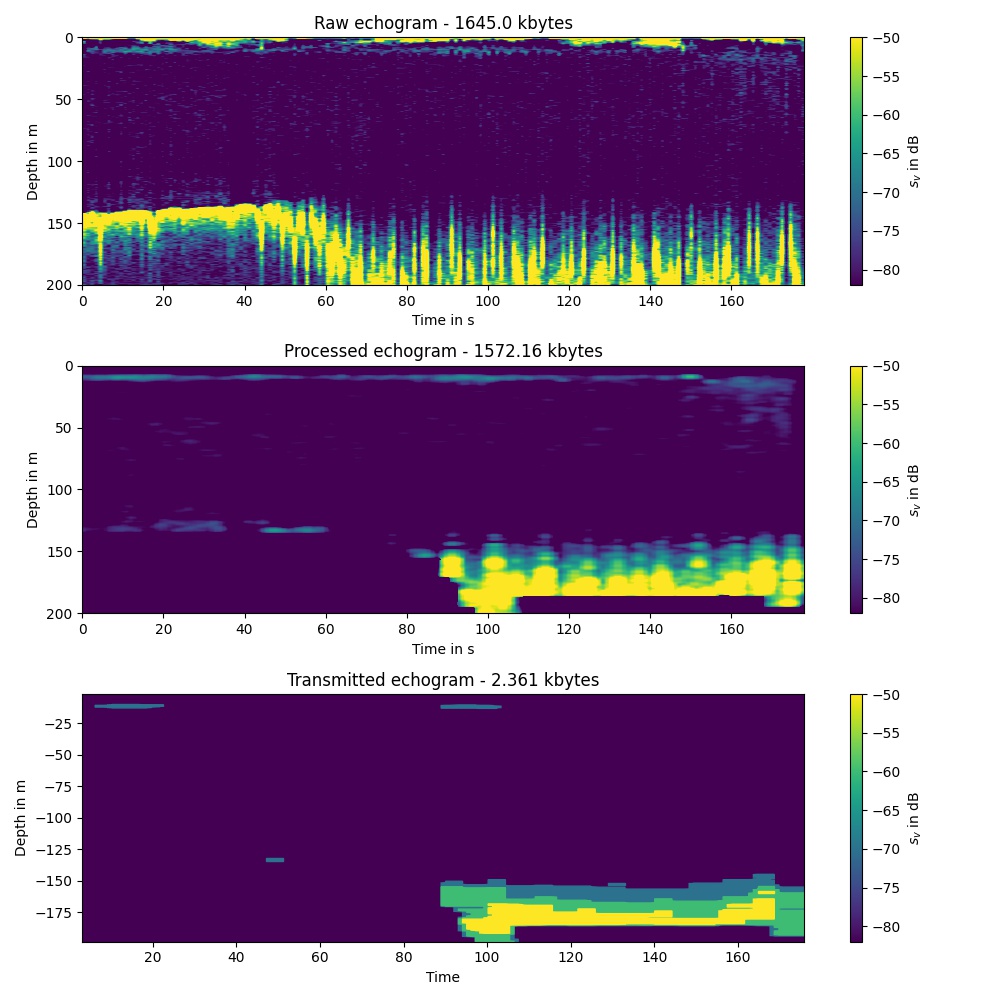 Raw echogram - 1645.0 kbytes
0
50
100
150
200
Depth in m
0 20 40 60 80 100 120 140 160
Time in s
−50
−55
−60
−65
−70
−75
−80
sv in dB
Processed echogram - 1572.16 kbytes
0
50
100
150
200
Depth in m
0 20 40 60 80 100 120 140 160
Time in s
−50
−55
−60
−65
−70
−75
−80
sv in dB
Transmitted echogram - 2.361 kbytes
−25
−50
−75
−100
−125
−150
−175
Depth in m
20 40 60 80 100 120 140 160
Time
−50
−55
−60
−65
−70
−75
−80
sv in dB